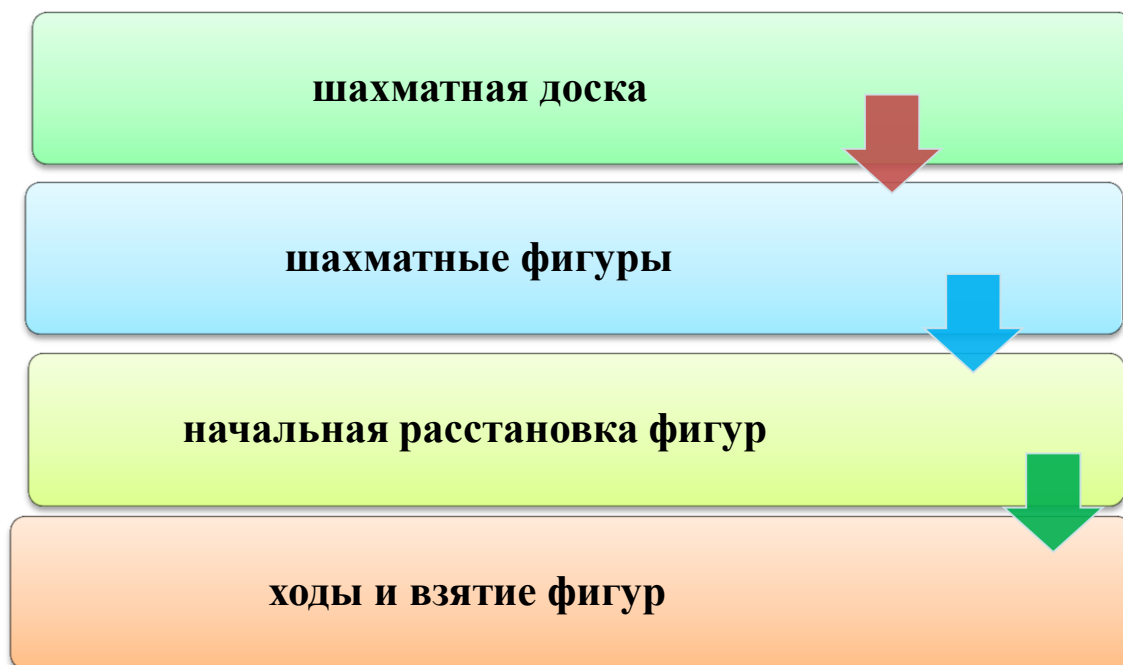 шахматная доска
шахматные фигуры
начальная расстановка фигур
ходы и взятие фигур